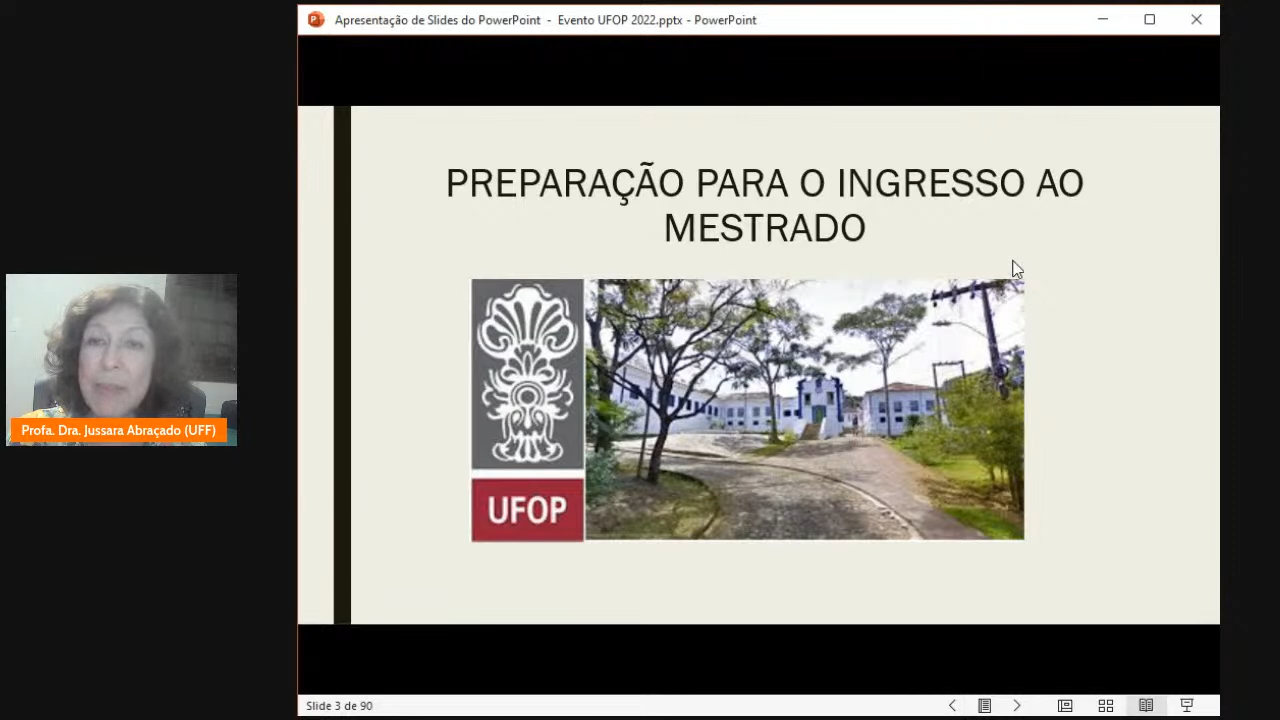 Apresentação de Slides do PowerPoint - Evento UFOP 2022.pptx - PowerPoint
PREPARAÇÃO PARA O INGRESSO AO
MESTRADO
UFOP
Profa. Dra. Jussara Abraçado (UFF)
Slide 3 de 90